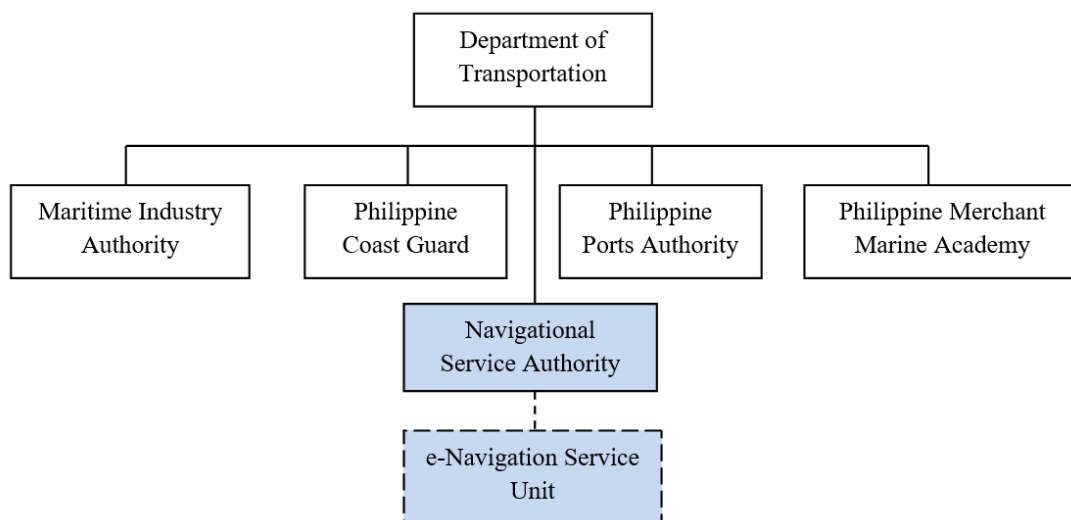 Department of
Transportation
Maritime Industry
Authority
Philippine
Coast Guard
Philippine
Ports Authority
Philippine Merchant
Marine Academy
Navigational
Service Authority
e-Navigation Service
Unit